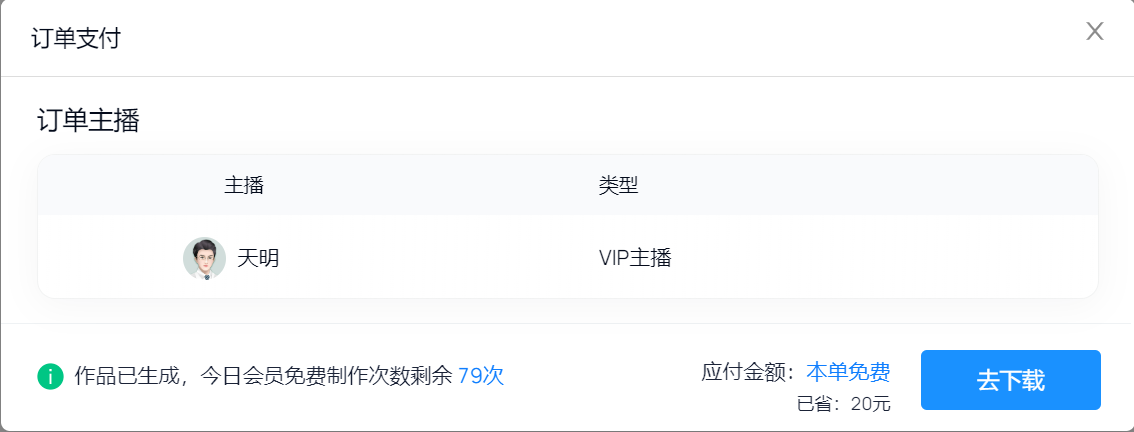 订单支付
订单主播
主播 类型
天明 VIP主播
作品已生成，今日会员免费制作次数剩余 79次
应付金额：本单免费
已省：20元
去下载